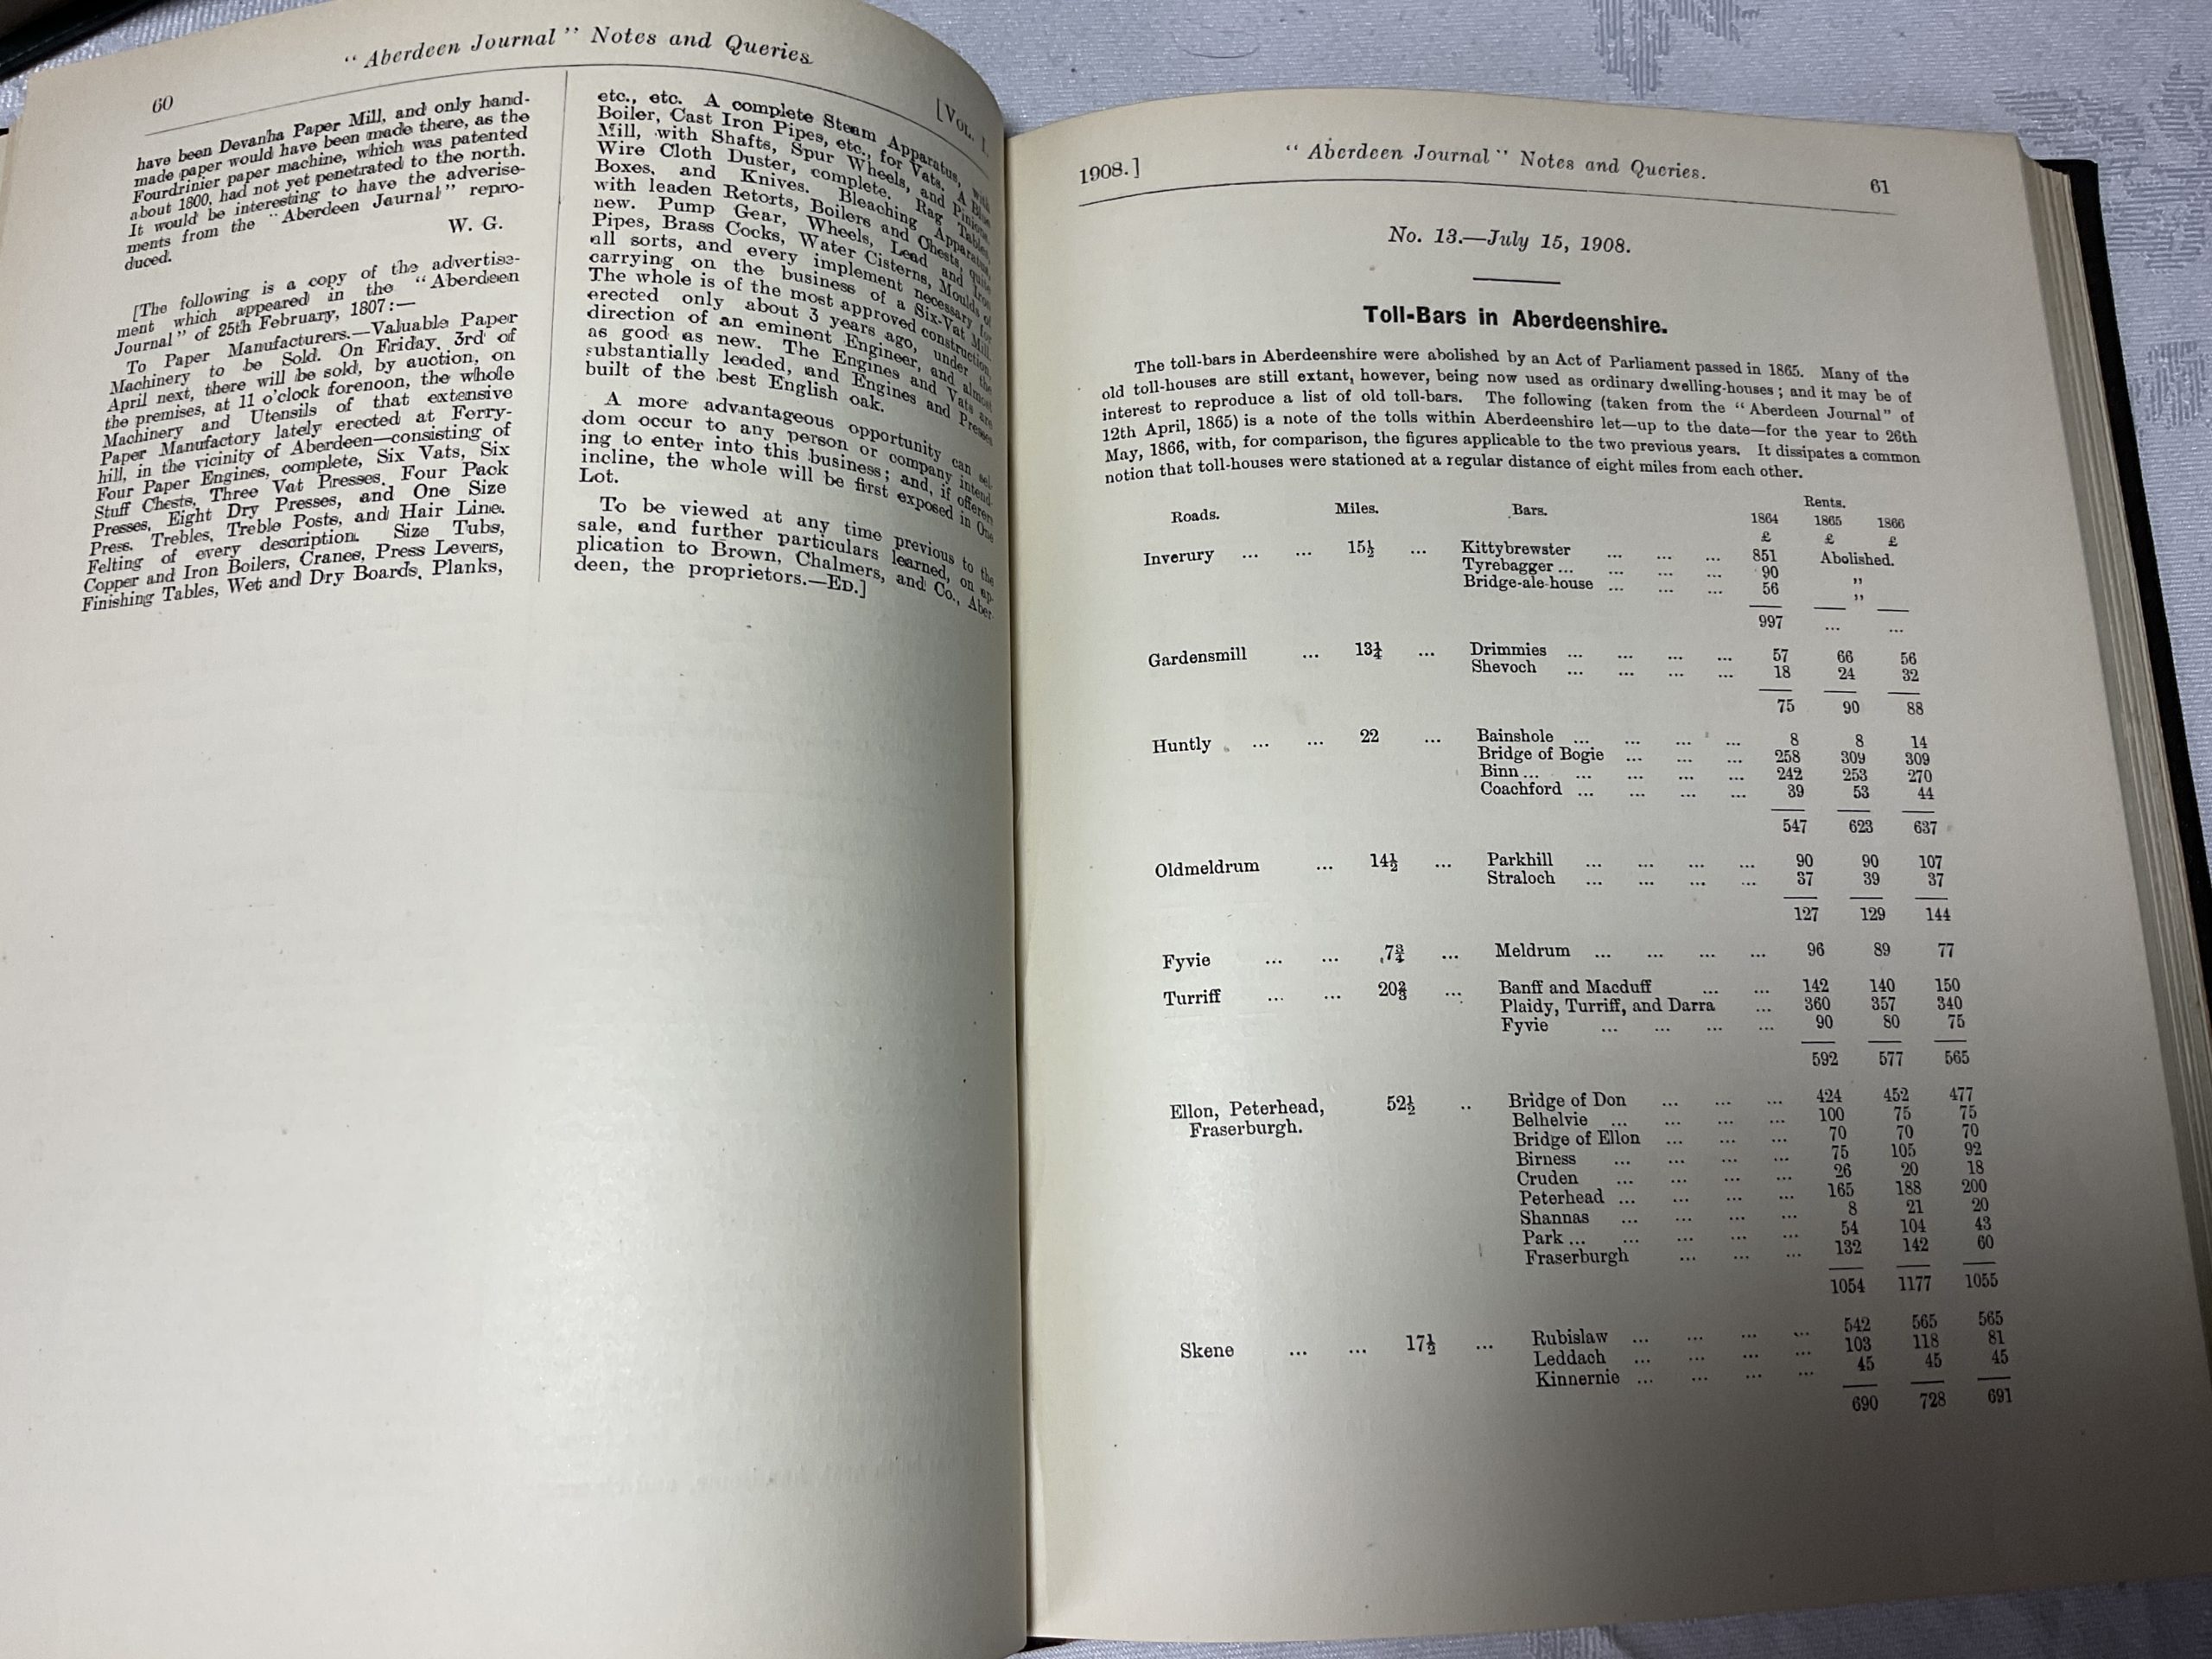 “ Aberdeen Journal ” Notes and Queries
60
[Vol. I.
have been Devanha Paper Mill, and only hand-
made paper would have been made there, as the
Fourdrinier paper machine, which was patented
about 1800, had not yet penetrated to the north.
It would be interesting to have the adverise-
ments from the “Aberdeen Jaurnal” repro-
duced.
W. G.
[The following is a copy of the advertise-
ment which appeared in the “Aberdeen
Journal” of 25th February, 1807:—
To Paper Manufacturers.—Valuable Paper
Machinery to be Sold. On Friday, 3rd of
April next, there will be sold, by auction, on
the premises, at 11 o'clock forenoon, the whole
Machinery and Utensils of that extensive
Paper Manufactory lately erected at Ferry-
hill, in the vicinity of Aberdeen—consisting of
Four Paper Engines, complete, Six Vats, Six
Stuff Chests, Three Vat Presses, Four Pack
Presses, Eight Dry Presses, and One Size
Press. Trebles, Treble Posts, and Hair Line.
Felting of every description. Size Tubs,
Copper and Iron Boilers, Cranes, Press Levers,
Finishing Tables, Wet and Dry Boards, Planks,
etc., etc. A complete Steam Apparatus, with
Boiler, Cast Iron Pipes, etc., for Vats. A Blue
Mill, with Shafts, Spur Wheels, and Pinions.
Wire Cloth Duster, complete. Rag Tables,
Boxes, and Knives. Bleaching Apparatus,
with leaden Retorts, Boilers and Chests, quite
new. Pump Gear, Wheels, Lead and Iron
Pipes, Brass Cocks, Water Cisterns, Moulds of
all sorts, and every implement necessary for
carrying on the business of a Six-Vat Mill.
The whole is of the most approved construction,
erected only about 3 years ago, under the
direction of an eminent Engineer, and almost
as good as new. The Engines and Vats are
substantially leaded, and Engines and Presses
built of the best English oak.
A more advantageous opportunity can sel-
dom occur to any person or company intend-
ing to enter into this business; and, if offerers
incline, the whole will be first exposed in One
Lot.
To be viewed at any time previous to the
sale, and further particulars learned, on ap-
plication to Brown, Chalmers, and Co., Aber-
deen, the proprietors.—Ed.]
1908.]
“ Aberdeen Journal ” Notes and Queries.
61
No. 13.—July 15, 1908.
Toll-Bars in Aberdeenshire.
The toll-bars in Aberdeenshire were abolished by an Act of Parliament passed in 1865. Many of the
old toll-houses are still extant, however, being now used as ordinary dwelling-houses; and it may be of
interest to reproduce a list of old toll-bars. The following (taken from the “Aberdeen Journal” of
12th April, 1865) is a note of the tolls within Aberdeenshire let—up to the date—for the year to 26th
May, 1866, with, for comparison, the figures applicable to the two previous years. It dissipates a common
notion that toll-houses were stationed at a regular distance of eight miles from each other.
Roads. Miles. Bars. Rents.
1864 1865 1866
£ £ £
Inverury ... ... 15½ ... Kittybrewster ... ... ... 851 Abolished.
Tyrebagger ... ... ... ... 90 ”
Bridge-ale-house ... ... ... 56 ”
997 ... ...
Gardensmill ... 13¼ ... Drimmies ... ... ... ... 57 66 56
Shevoch ... ... ... ... 18 24 32
75 90 88
Huntly ... ... 22 ... Bainshole ... ... ... ... 8 8 14
Bridge of Bogie ... ... ... 258 309 309
Binn ... ... ... ... ... 242 253 270
Coachford ... ... ... ... 39 53 44
547 623 637
Oldmeldrum ... 14½ ... Parkhill ... ... ... ... 90 90 107
Straloch ... ... ... ... 37 39 37
127 129 144
Fyvie ... ... 7¾ ... Meldrum ... ... ... ... 96 89 77
Turriff ... ... 20⅔ ... Banff and Macduff ... ... 142 140 150
Plaidy, Turriff, and Darra ... 360 357 340
Fyvie ... ... ... ... 90 80 75
592 577 565
Ellon, Peterhead, 52½ .. Bridge of Don ... ... ... 424 452 477
Fraserburgh. Belhelvie ... ... ... ... 100 75 75
Bridge of Ellon ... ... ... 70 70 70
Birness ... ... ... ... 75 105 92
Cruden ... ... ... ... 26 20 18
Peterhead ... ... ... ... 165 188 200
Shannas ... ... ... ... 8 21 20
Park ... ... ... ... ... 54 104 43
Fraserburgh ... ... ... 132 142 60
1054 1177 1055
Skene ... ... 17½ ... Rubislaw ... ... ... ... 542 565 565
Leddach ... ... ... ... 103 118 81
Kinnernie ... ... ... ... 45 45 45
690 728 691